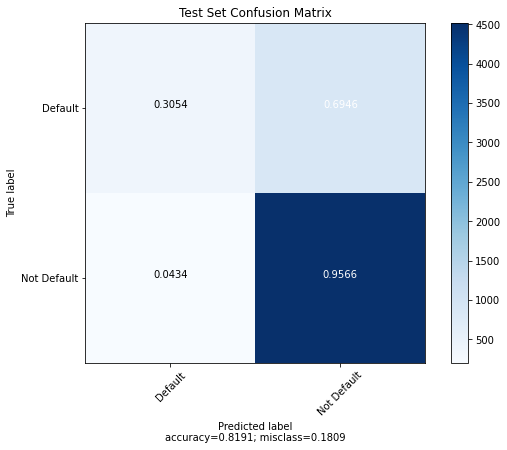 Test Set Confusion Matrix
4500
4000
3500
3000
2500
2000
1500
1000
500
True label
Default
0.3054
0.6946
Not Default
0.0434
0.9566
Default
Not Default
Predicted label
accuracy=0.8191; misclass=0.1809